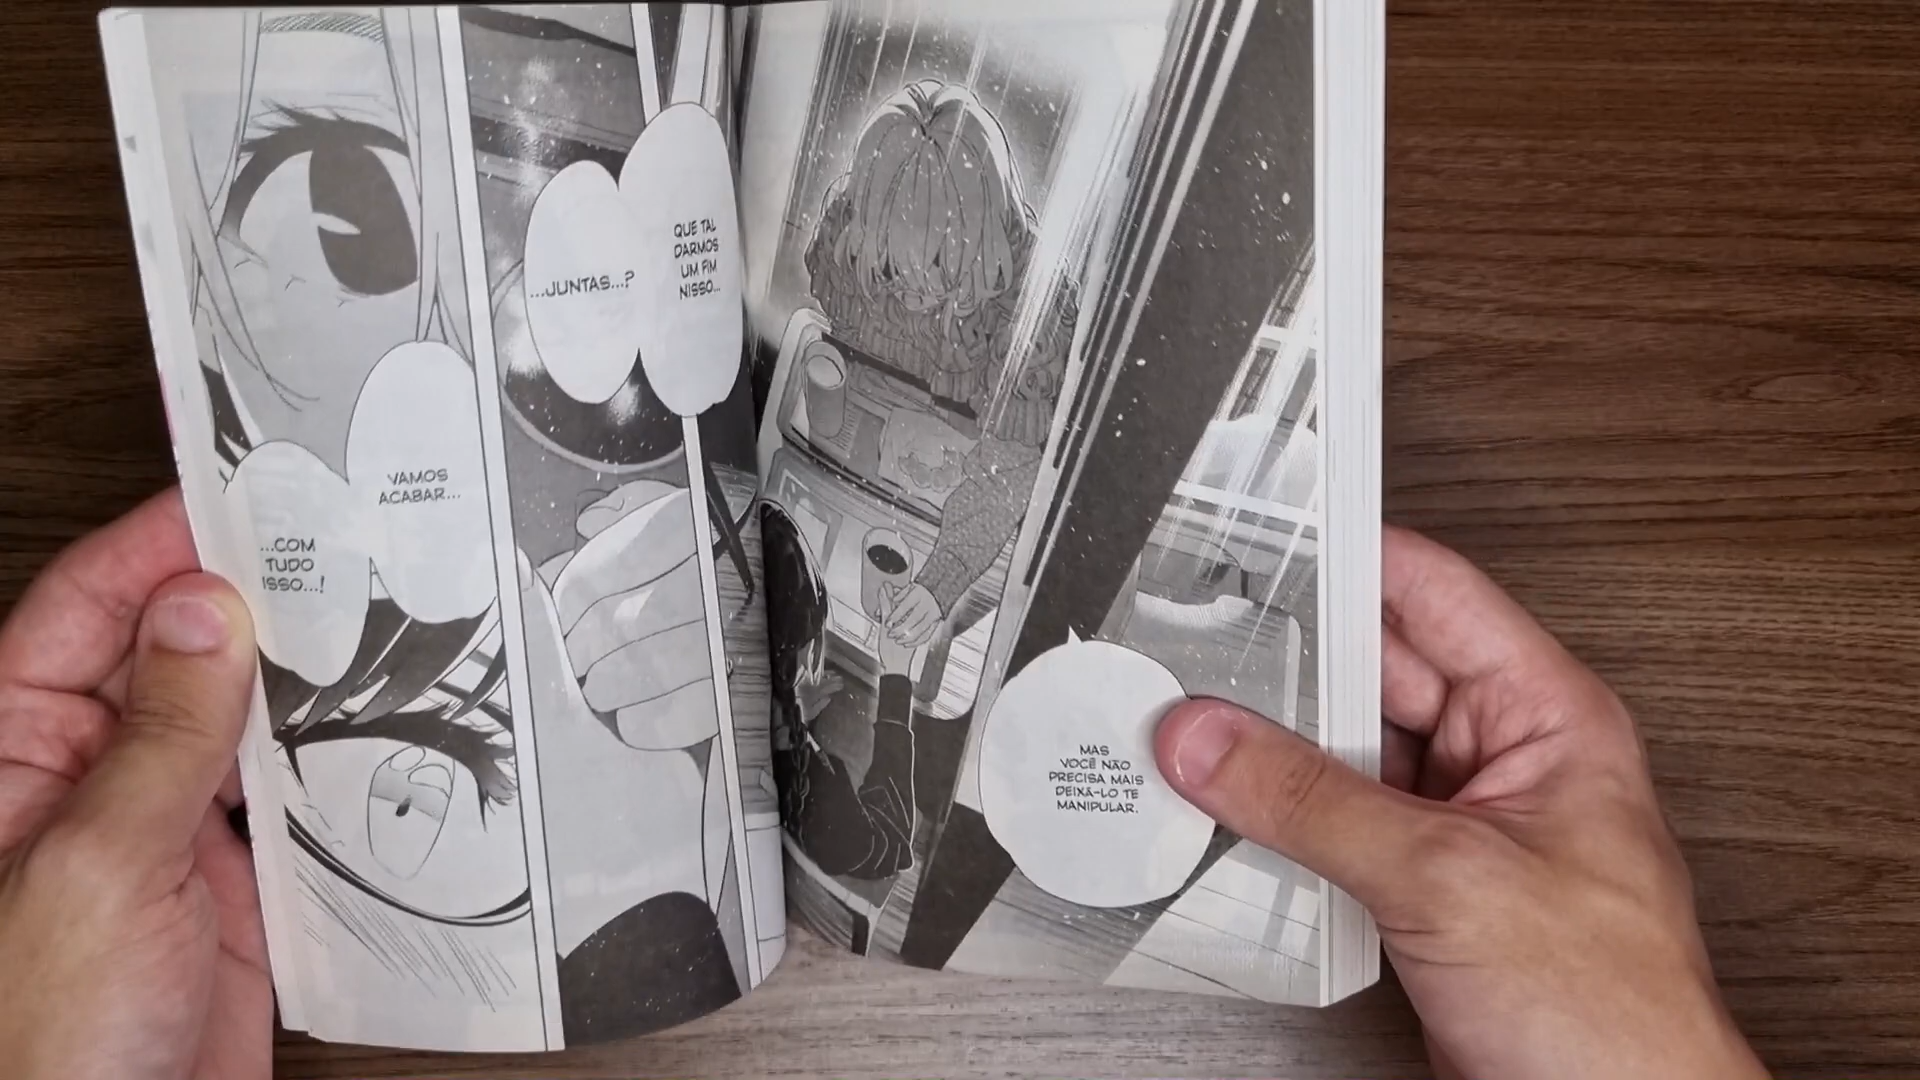 MAS
VOCÊ NÃO
PRECISA MAIS
DEIXÁ-LO TE
MANIPULAR.
QUE TAL
DARMOS
UM FIM
NISSO...
...JUNTAS...?
VAMOS
ACABAR...
...COM
TUDO
ISSO...!